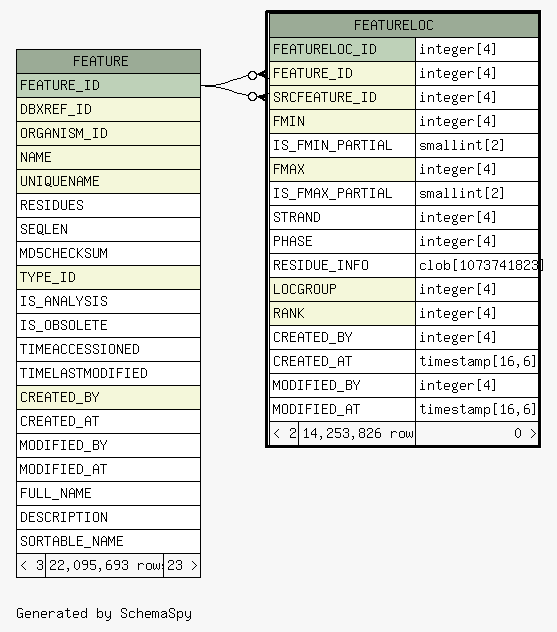 FEATURE
FEATURE_ID
DBXREF_ID
ORGANISM_ID
NAME
UNIQUENAME
RESIDUES
SEQLEN
MD5CHECKSUM
TYPE_ID
IS_ANALYSIS
IS_OBSOLETE
TIMEACCESSIONED
TIMELASTMODIFIED
CREATED_BY
CREATED_AT
MODIFIED_BY
MODIFIED_AT
FULL_NAME
DESCRIPTION
SORTABLE_NAME
< 3 22,095,693 rows 23 >
FEATURELOC
FEATURELOC_ID integer[4]
FEATURE_ID integer[4]
SRCFEATURE_ID integer[4]
FMIN integer[4]
IS_FMIN_PARTIAL smallint[2]
FMAX integer[4]
IS_FMAX_PARTIAL smallint[2]
STRAND integer[4]
PHASE integer[4]
RESIDUE_INFO clob[1073741823]
LOCGROUP integer[4]
RANK integer[4]
CREATED_BY integer[4]
CREATED_AT timestamp[16,6]
MODIFIED_BY integer[4]
MODIFIED_AT timestamp[16,6]
< 2 14,253,826 row 0 >
Generated by SchemaSpy